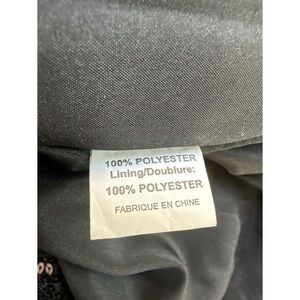 100% POLYESTER
Lining/Doublure:
100% POLYESTER
FABRIQUE EN CHINE